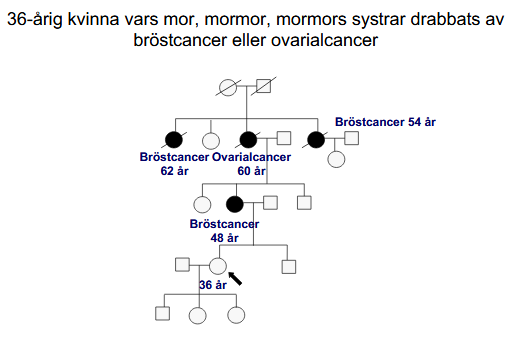 36-årig kvinna vars mor, mormor, mormors systrar drabbats av
bröstcancer eller ovarialcancer
Bröstcancer 54 år
Bröstcancer Ovarialcancer
62 år 60 år
Bröstcancer
48 år
36 år